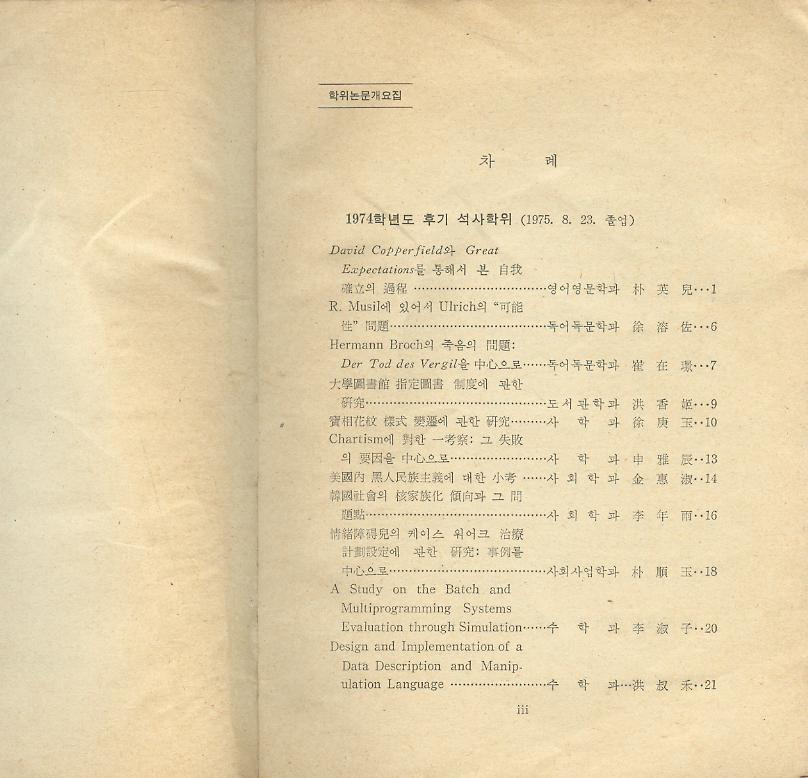 학위논문개요집
차 례
1974학년도 후기 석사학위 (1975. 8. 23. 졸업)
David Copperfield와 Great
Expectations를 통해서 본 自我
確立의 過程 ……………………………영어영문학과 朴 英 兒…1
R. Musil에 있어서 Ulrich의 “可能
性” 問題……………………………독어독문학과 徐 溶 佐…6
Hermann Broch의 죽음의 問題:
Der Tod des Vergil을 中心으로……독어독문학과 崔 在 璟…7
大學圖書館 指定圖書 制度에 관한
研究……………………………도서관학과 洪 香 姬…9
寶相花紋 樣式 變遷에 관한 硏究……사 학 과 徐 庚 玉‥10
Chartism에 對한 一考察: 그 失敗
의 要因을 中心으로………………사 학 과 申 雅 辰‥13
美國內 黑人民族主義에 대한 小考 ……사 회 학 과 金 惠 淑‥14
韓國社會의 核家族化 傾向과 그 問
題點……………………………사 회 학 과 李 年 雨‥16
情緖障碍兒의 케이스 워어크 治療
計劃設定에 관한 研究: 事例를
中心으로……………………………사회사업학과 朴 順 玉‥18
A Study on the Batch and
Multiprogramming Systems
Evaluation through Simulation……수 학 과 李 淑 子‥20
Design and Implementation of a
Data Description and Manip-
ulation Language …………………수 학 과…洪 叔 禾‥21
iii